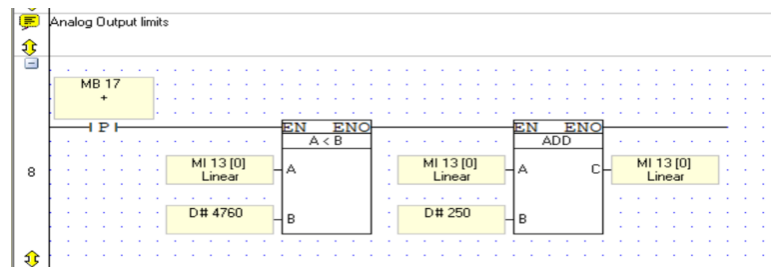 Analog Output limits
MB 17
+
P
EN ENO
A < B
EN ENO
ADD
8
MI 13 [0]
Linear
A
MI 13 [0]
Linear
A
C
MI 13 [0]
Linear
D# 4760
B
D# 250
B